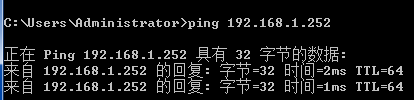 C:\Users\Administrator>ping 192.168.1.252
正在 Ping 192.168.1.252 具有 32 字节的数据:
来自 192.168.1.252 的回复: 字节=32 时间=2ms TTL=64
来自 192.168.1.252 的回复: 字节=32 时间=1ms TTL=64